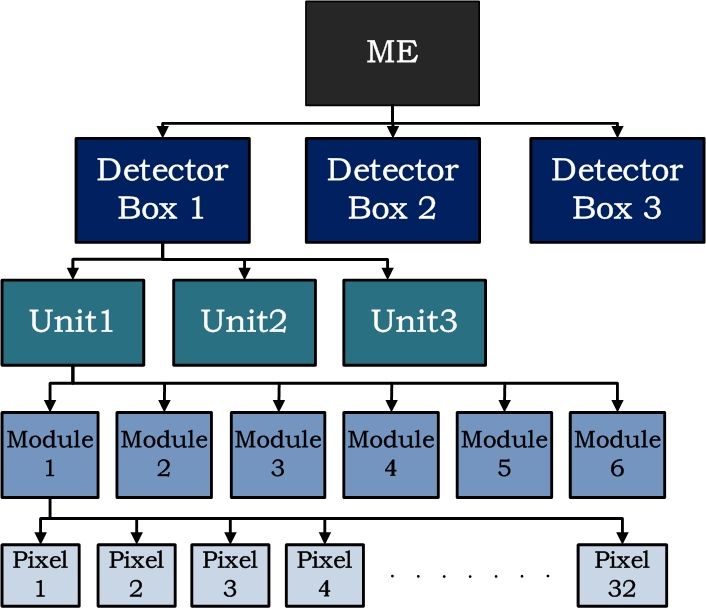 ME
Detector
Box 1
Detector
Box 2
Detector
Box 3
Unit1
Unit2
Unit3
Module
1
Module
2
Module
3
Module
4
Module
5
Module
6
Pixel
1
Pixel
2
Pixel
3
Pixel
4
. . . . . . .
Pixel
32